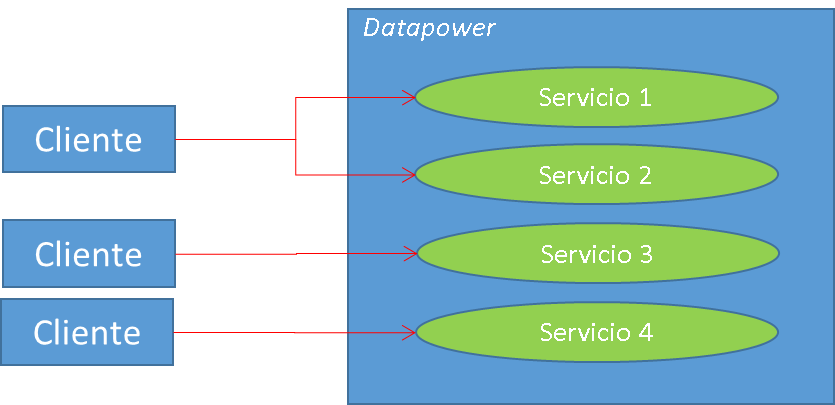 Datapower
Servicio 1
Cliente
Servicio 2
Cliente
Servicio 3
Cliente
Servicio 4